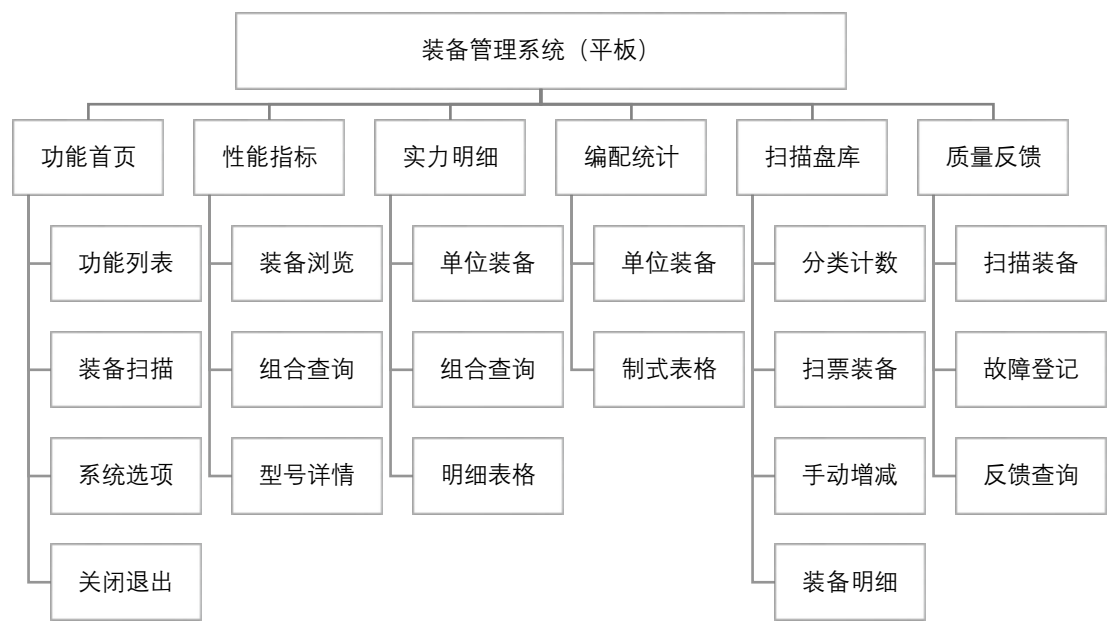 装备管理系统（平板）
功能首页
性能指标
实力明细
编配统计
扫描盘库
质量反馈
功能列表
装备浏览
单位装备
单位装备
分类计数
扫描装备
装备扫描
组合查询
组合查询
制式表格
扫票装备
故障登记
系统选项
型号详情
明细表格
手动增减
反馈查询
关闭退出
装备明细